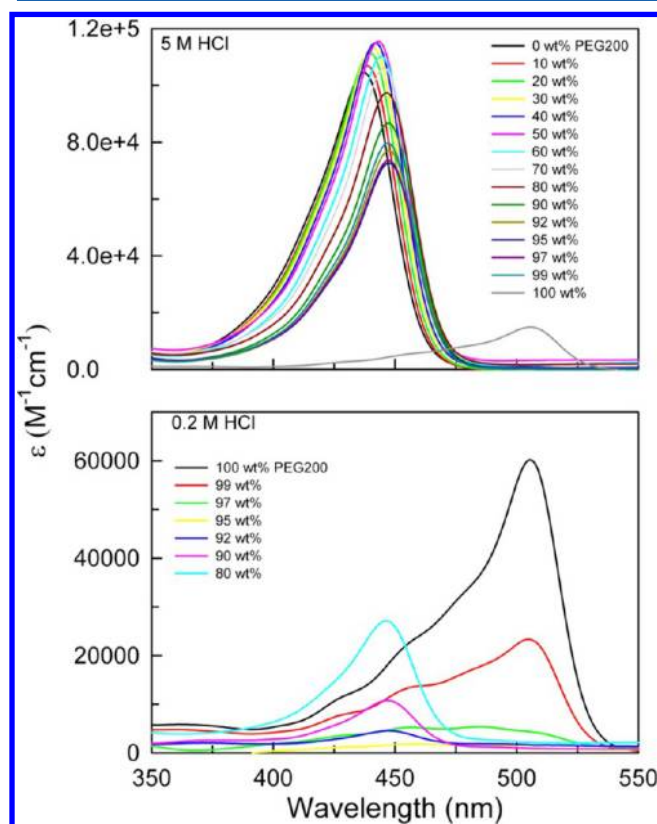 1.2e+5
5 M HCl
8.0e+4
4.0e+4
0.0
0 wt% PEG200
10 wt%
20 wt%
30 wt%
40 wt%
50 wt%
60 wt%
70 wt%
80 wt%
90 wt%
92 wt%
95 wt%
97 wt%
99 wt%
100 wt%
ε (M⁻¹cm⁻¹)
0.2 M HCl
60000
40000
20000
0
100 wt% PEG200
99 wt%
97 wt%
95 wt%
92 wt%
90 wt%
80 wt%
350 400 450 500 550
Wavelength (nm)